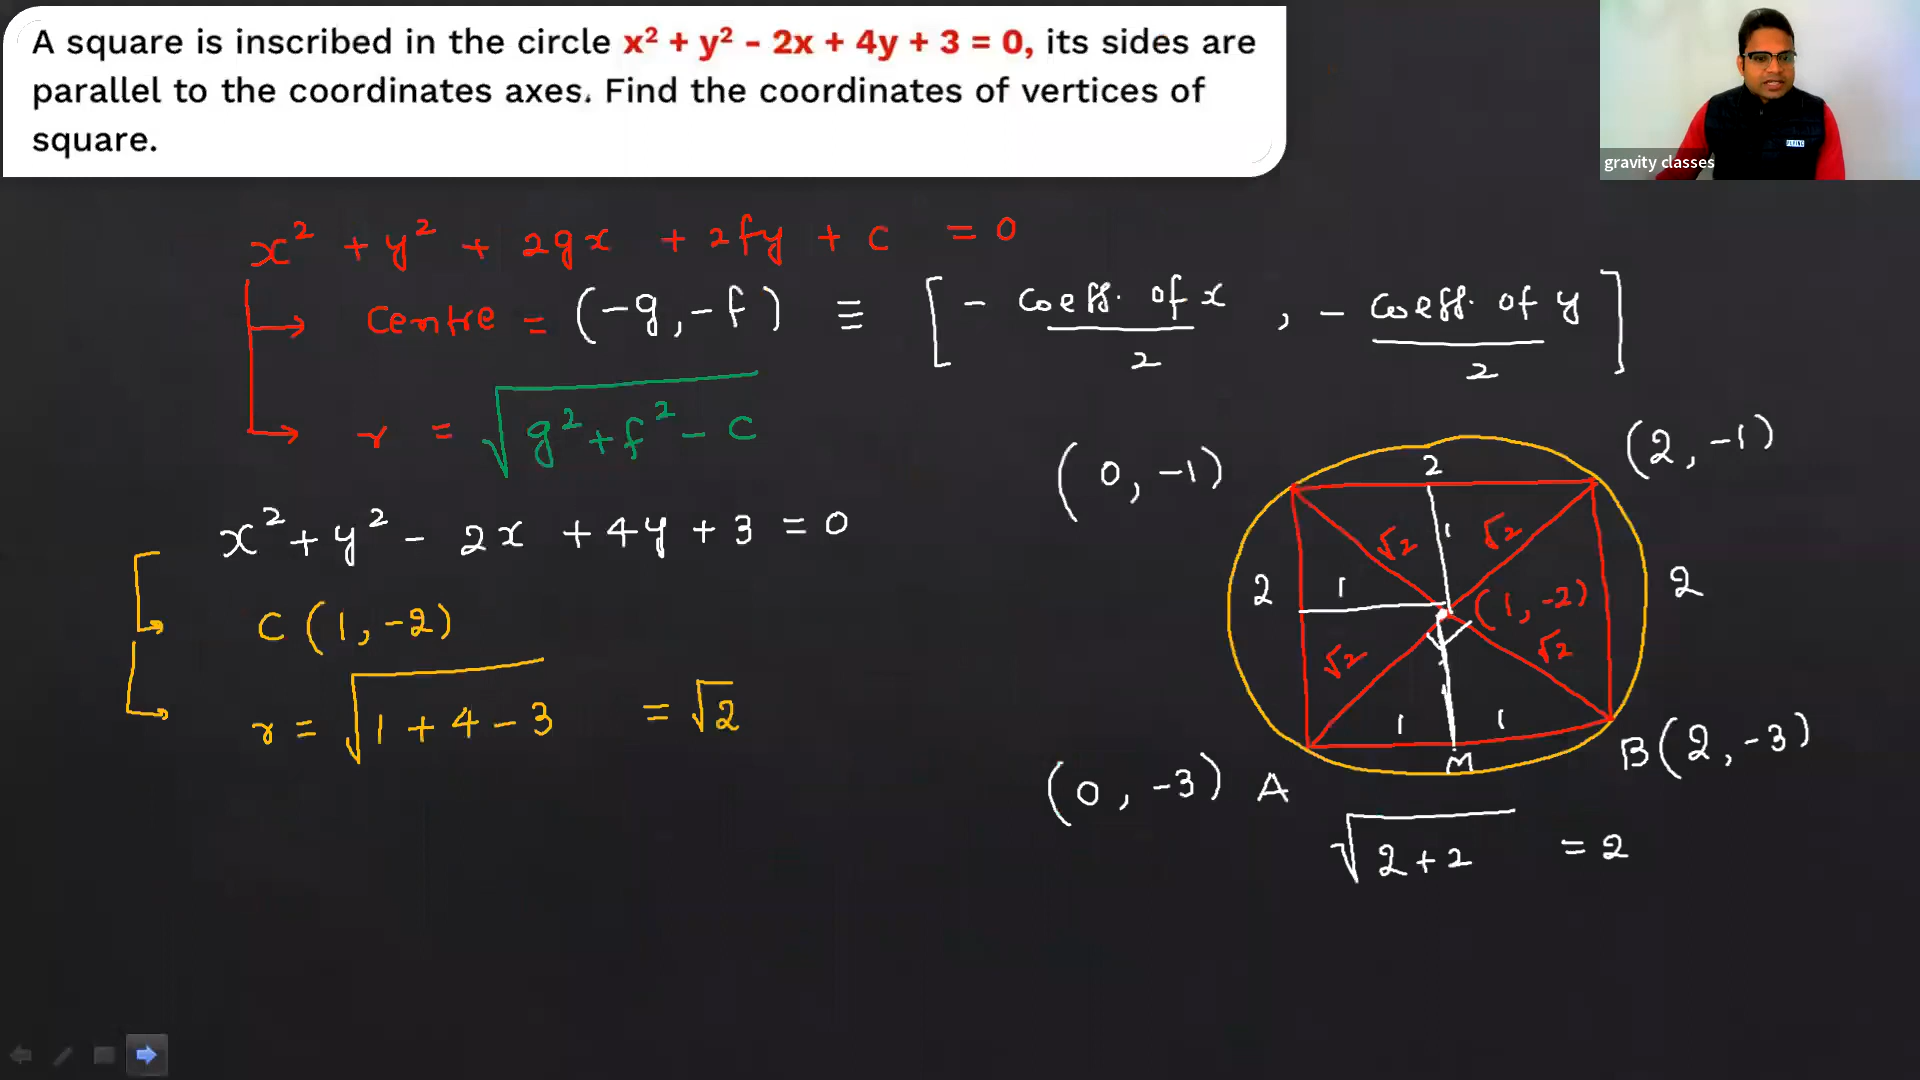 A square is inscribed in the circle x² + y² - 2x + 4y + 3 = 0, its sides are
parallel to the coordinates axes. Find the coordinates of vertices of
square.
gravity classes
x² + y² + 2gx + 2fy + c = 0
Centre = (-g, -f) ≡ [- coeff. of x / 2 , - coeff. of y / 2]
r = √(g² + f² - c)
x² + y² - 2x + 4y + 3 = 0
C (1, -2)
r = √(1 + 4 - 3) = √2
(0, -1)
(2, -1)
2
√2
1
√2
2
1
(1, -2)
2
√2
√2
1
1
1
M
(0, -3) A
B (2, -3)
√(2 + 2) = 2